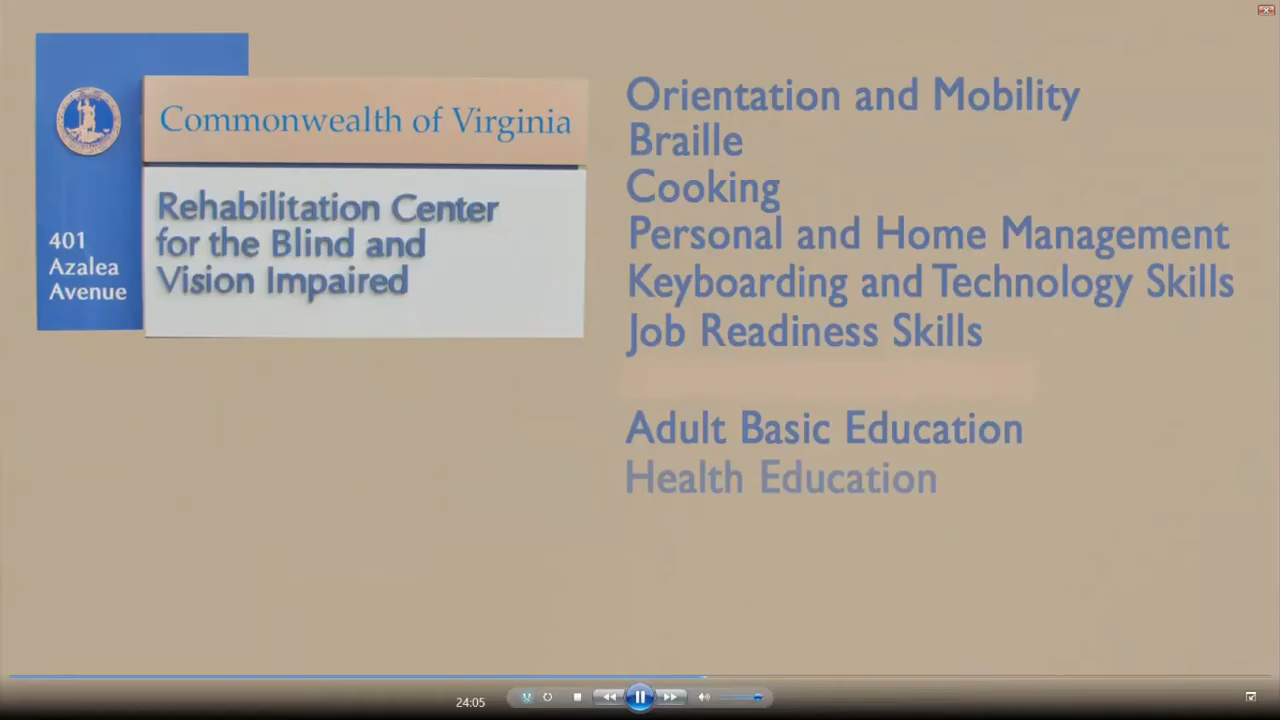 Commonwealth of Virginia
Rehabilitation Center
for the Blind and
Vision Impaired
401
Azalea
Avenue
Orientation and Mobility
Braille
Cooking
Personal and Home Management
Keyboarding and Technology Skills
Job Readiness Skills
Adult Basic Education
Health Education
24:05